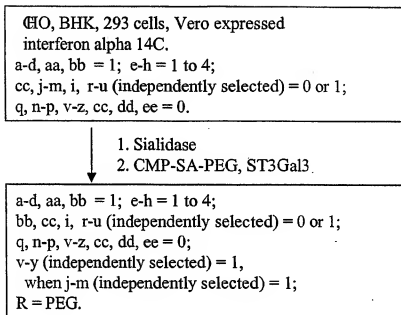 CHO, BHK, 293 cells, Vero expressed
interferon alpha 14C.
a-d, aa, bb = 1; e-h = 1 to 4;
cc, j-m, i, r-u (independently selected) = 0 or 1;
q, n-p, v-z, cc, dd, ee = 0.
1. Sialidase
2. CMP-SA-PEG, ST3Gal3
a-d, aa, bb = 1; e-h = 1 to 4;
bb, cc, i, r-u (independently selected) = 0 or 1;
q, n-p, v-z, cc, dd, ee = 0;
v-y (independently selected) = 1,
when j-m (independently selected) = 1;
R = PEG.